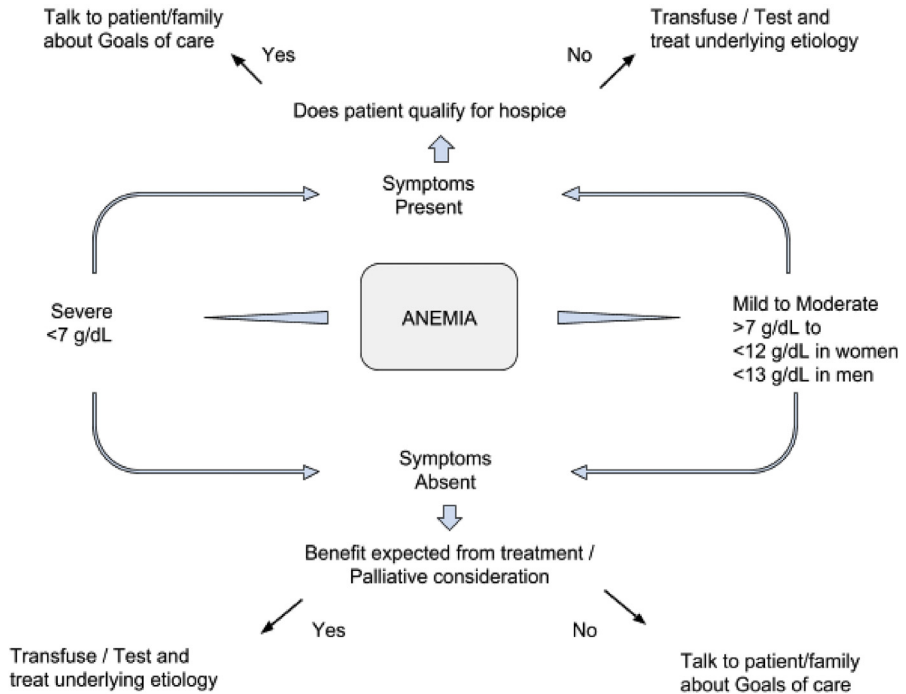 Talk to patient/family
about Goals of care
Yes
No
Transfuse / Test and
treat underlying etiology
Does patient qualify for hospice
Symptoms
Present
Severe
<7 g/dL
ANEMIA
Mild to Moderate
>7 g/dL to
<12 g/dL in women
<13 g/dL in men
Symptoms
Absent
Benefit expected from treatment /
Palliative consideration
Yes
No
Transfuse / Test and
treat underlying etiology
Talk to patient/family
about Goals of care